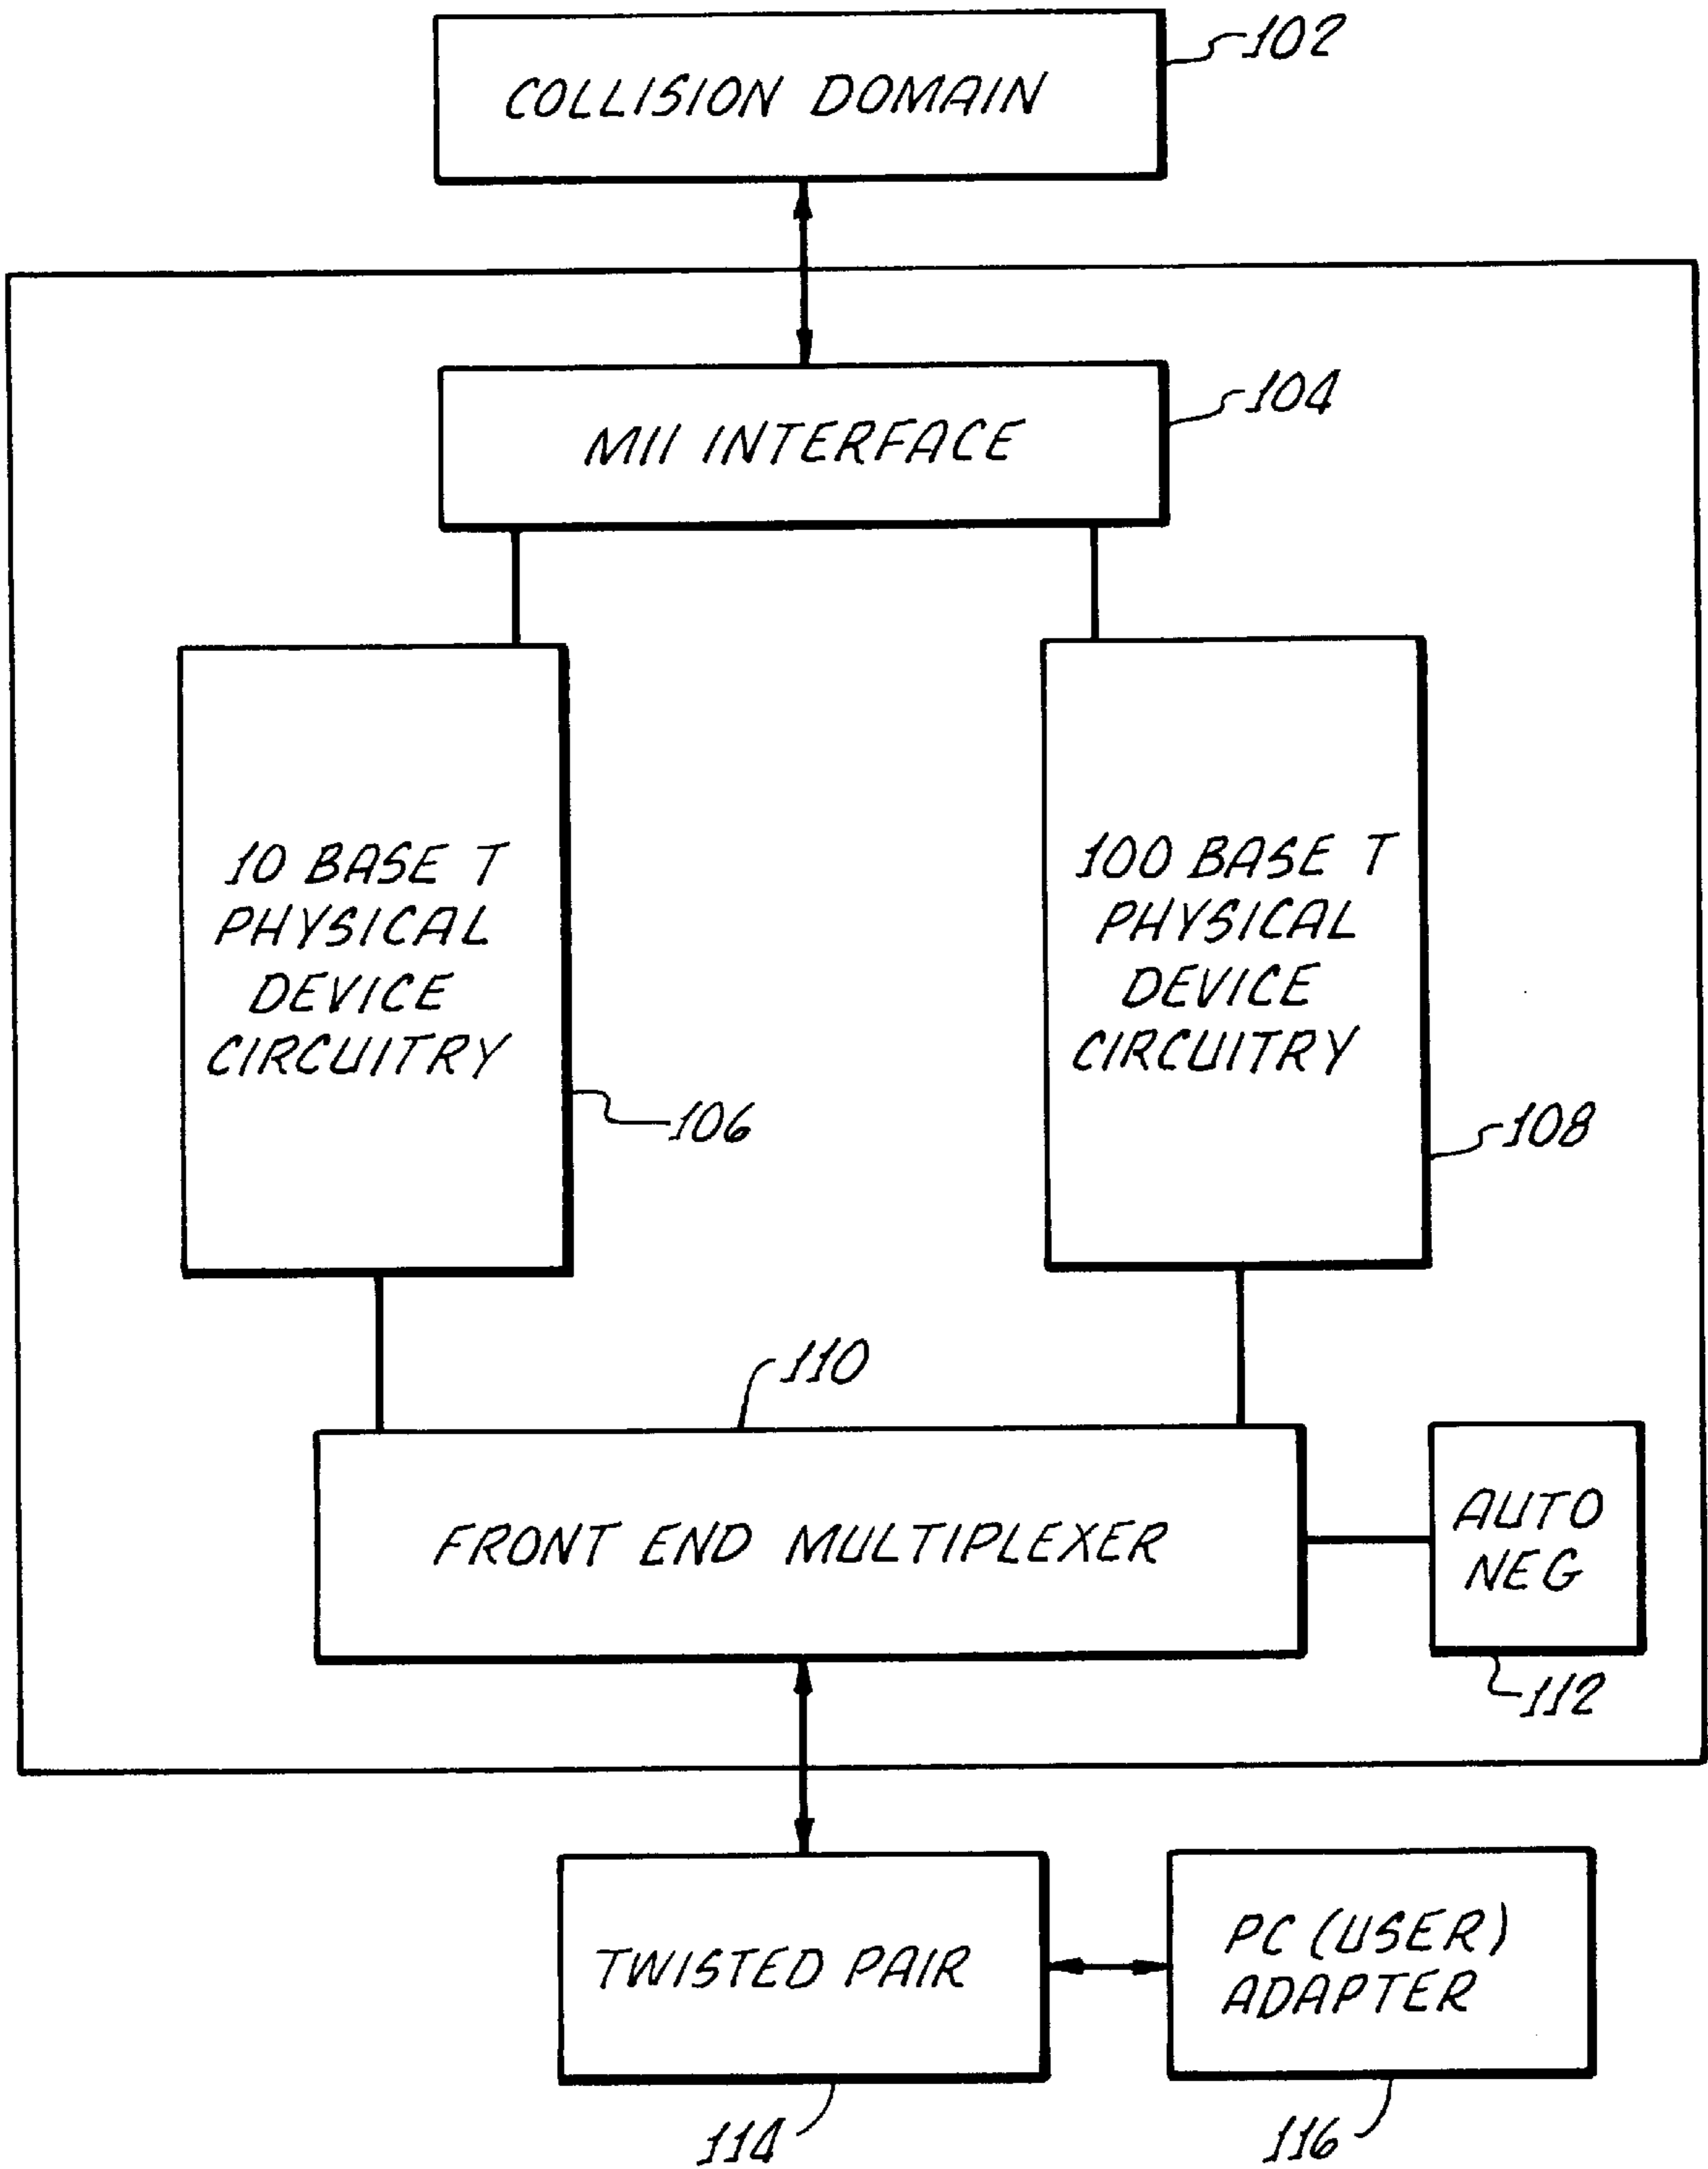 102
COLLISION DOMAIN
104
MII INTERFACE
10 BASE T
PHYSICAL
DEVICE
CIRCUITRY
106
100 BASE T
PHYSICAL
DEVICE
CIRCUITRY
108
110
FRONT END MULTIPLEXER
AUTO
NEG
112
TWISTED PAIR
114
PC (USER)
ADAPTER
116